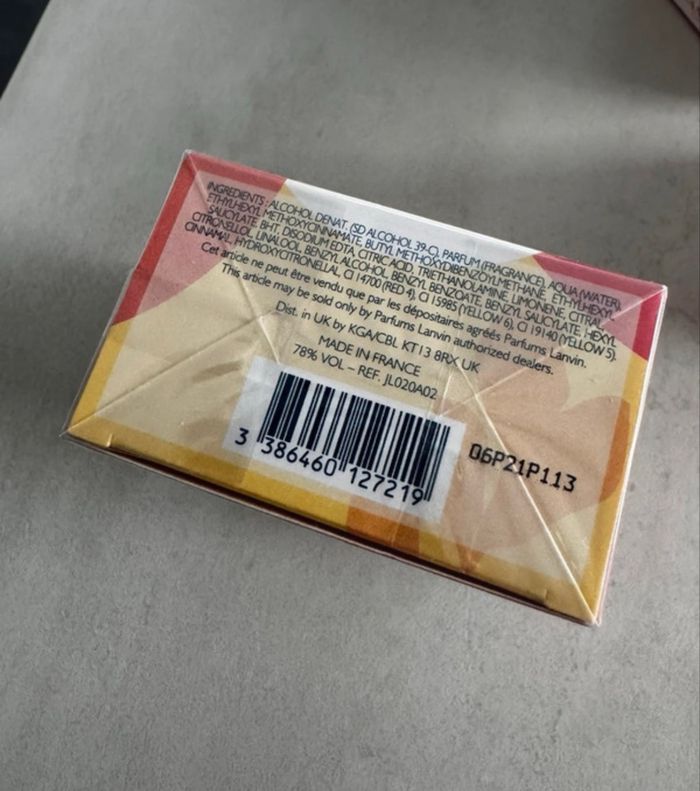 INGREDIENTS : ALCOHOL DENAT. (SD ALCOHOL 39-C), PARFUM (FRAGRANCE), AQUA (WATER),
ETHYLHEXYL METHOXYCINNAMATE, BUTYL METHOXYDIBENZOYLMETHANE, ETHYLHEXYL
SALICYLATE, BHT, DISODIUM EDTA, CITRIC ACID, TRIETHANOLAMINE, LIMONENE, CITRAL,
CITRONELLOL, LINALOOL, BENZYL ALCOHOL, BENZYL BENZOATE, BENZYL SALICYLATE, HEXYL
CINNAMAL, HYDROXYCITRONELLAL, CI 14700 (RED 4), CI 15985 (YELLOW 6), CI 19140 (YELLOW 5).
Cet article ne peut être vendu que par les dépositaires agréés Parfums Lanvin.
This article may be sold only by Parfums Lanvin authorized dealers.
Dist. in UK by KGA/CBL KT13 8RX UK
MADE IN FRANCE
78% VOL – REF. JL020A02
3 386460 127219
06P21P113